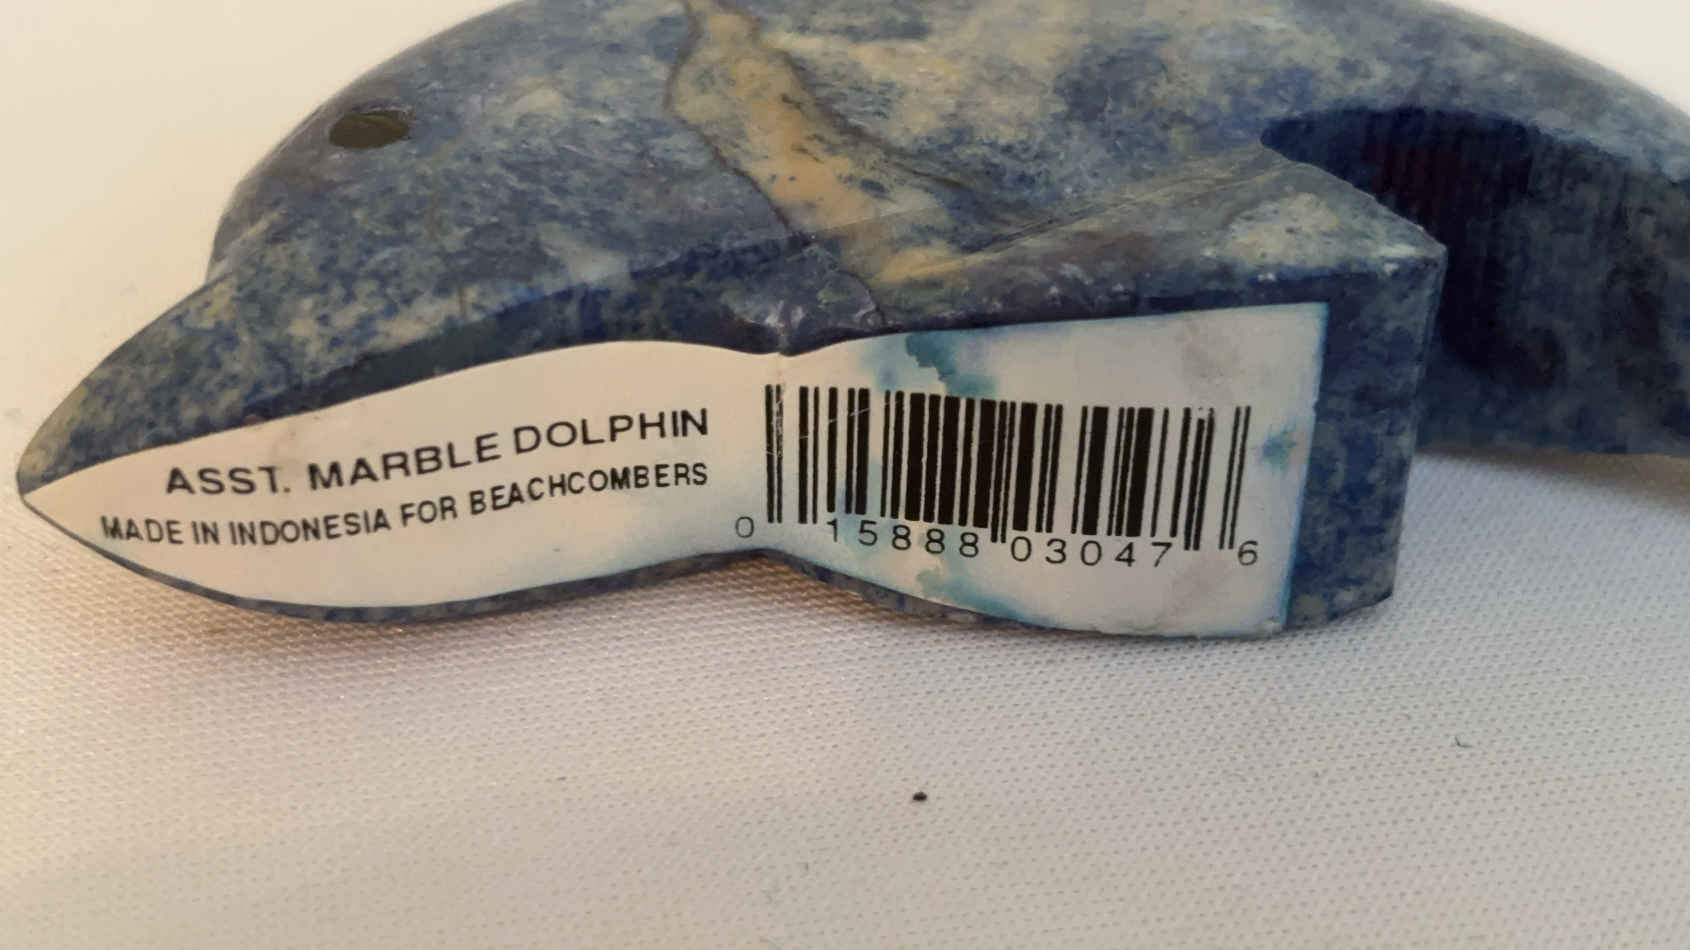 ASST. MARBLE DOLPHIN
MADE IN INDONESIA FOR BEACHCOMBERS
0 15888 03047 6